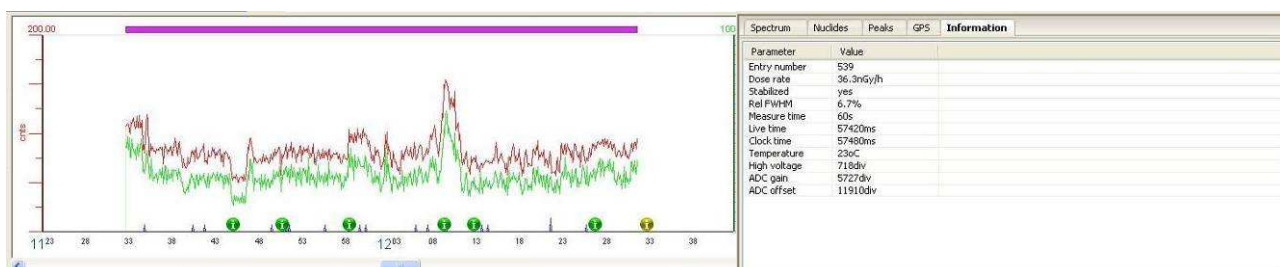 200.00
100
cnts
11 23 28 33 38 43 48 53 58 12 03 08 13 18 23 28 33 38
Spectrum Nuclides Peaks GPS Information
Parameter Value
Entry number 539
Dose rate 36.3nGy/h
Stabilized yes
Rel FWHM 6.7%
Measure time 60s
Live time 57420ms
Clock time 57480ms
Temperature 23oC
High voltage 718div
ADC gain 5727div
ADC offset 11910div